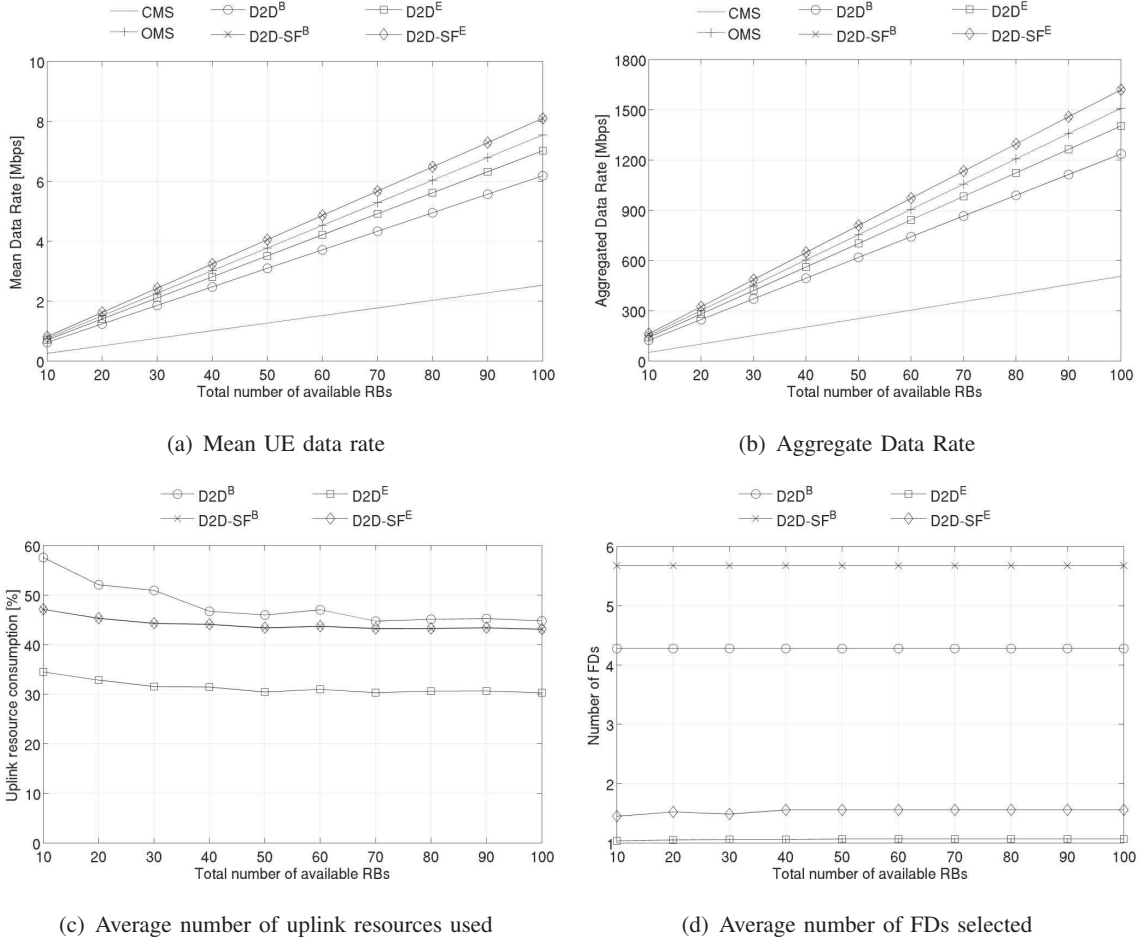 CMS D2D^B D2D^E
OMS D2D-SF^B D2D-SF^E
10
8
6
4
2
0
Mean Data Rate [Mbps]
10 20 30 40 50 60 70 80 90 100
Total number of available RBs
(a) Mean UE data rate
CMS D2D^B D2D^E
OMS D2D-SF^B D2D-SF^E
1800
1500
1200
900
600
300
0
Aggregated Data Rate [Mbps]
10 20 30 40 50 60 70 80 90 100
Total number of available RBs
(b) Aggregate Data Rate
D2D^B D2D^E
D2D-SF^B D2D-SF^E
60
50
40
30
20
10
0
Uplink resource consumption [%]
10 20 30 40 50 60 70 80 90 100
Total number of available RBs
(c) Average number of uplink resources used
D2D^B D2D^E
D2D-SF^B D2D-SF^E
6
5
4
3
2
1
Number of FDs
10 20 30 40 50 60 70 80 90 100
Total number of available RBs
(d) Average number of FDs selected